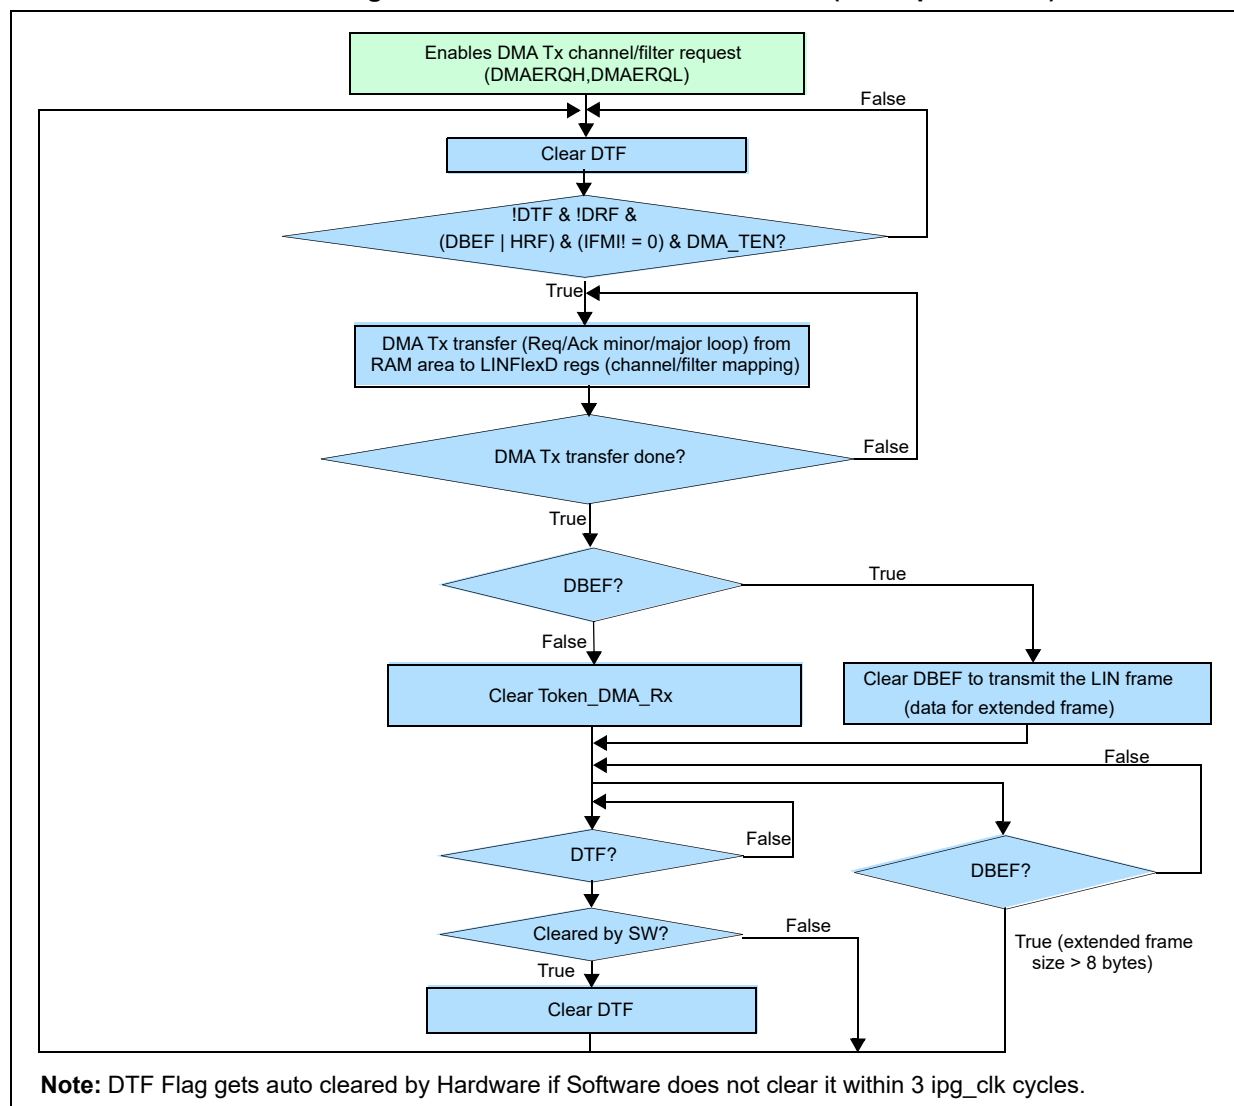 Enables DMA Tx channel/filter request
(DMAERQH,DMAERQL)
False
Clear DTF
!DTF & !DRF &
(DBEF | HRF) & (IFMI! = 0) & DMA_TEN?
True
DMA Tx transfer (Req/Ack minor/major loop) from
RAM area to LINFlexD regs (channel/filter mapping)
DMA Tx transfer done?
False
True
DBEF?
True
False
Clear Token_DMA_Rx
Clear DBEF to transmit the LIN frame
(data for extended frame)
False
False
DTF?
DBEF?
Cleared by SW?
False
True (extended frame
size > 8 bytes)
True
Clear DTF
Note: DTF Flag gets auto cleared by Hardware if Software does not clear it within 3 ipg_clk cycles.